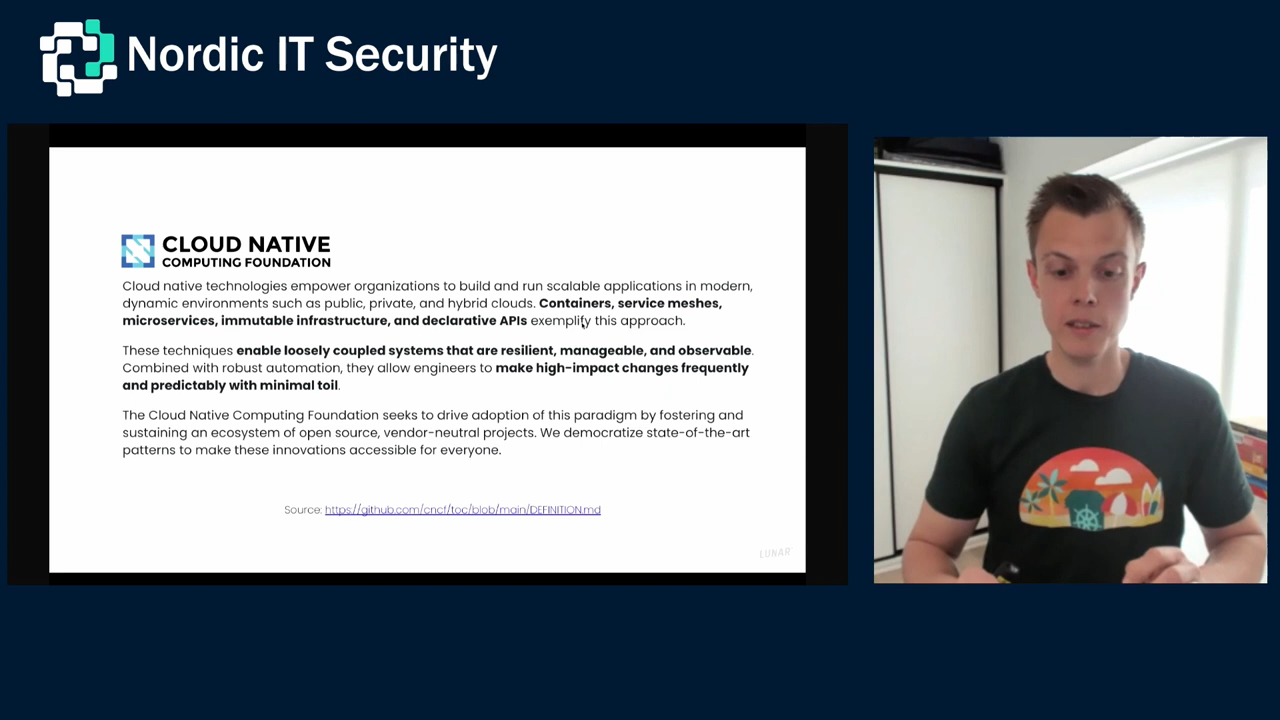 Nordic IT Security
CLOUD NATIVE
COMPUTING FOUNDATION
Cloud native technologies empower organizations to build and run scalable applications in modern,
dynamic environments such as public, private, and hybrid clouds. Containers, service meshes,
microservices, immutable infrastructure, and declarative APIs exemplify this approach.
These techniques enable loosely coupled systems that are resilient, manageable, and observable.
Combined with robust automation, they allow engineers to make high-impact changes frequently
and predictably with minimal toil.
The Cloud Native Computing Foundation seeks to drive adoption of this paradigm by fostering and
sustaining an ecosystem of open source, vendor-neutral projects. We democratize state-of-the-art
patterns to make these innovations accessible for everyone.
Source: https://github.com/cncf/toc/blob/main/DEFINITION.md
LUNAR